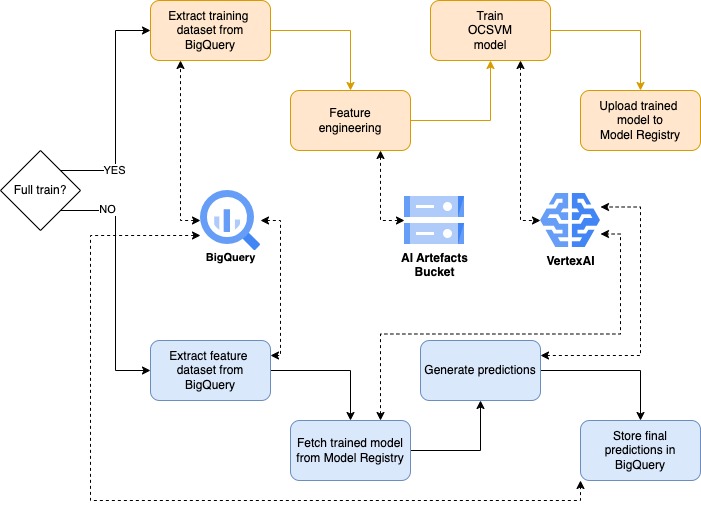 Extract training
dataset from
BigQuery
Train
OCSVM
model
Feature
engineering
Upload trained
model to
Model Registry
Full train?
YES
NO
BigQuery
AI Artefacts
Bucket
VertexAI
Extract feature
dataset from
BigQuery
Generate predictions
Fetch trained model
from Model Registry
Store final
predictions in
BigQuery